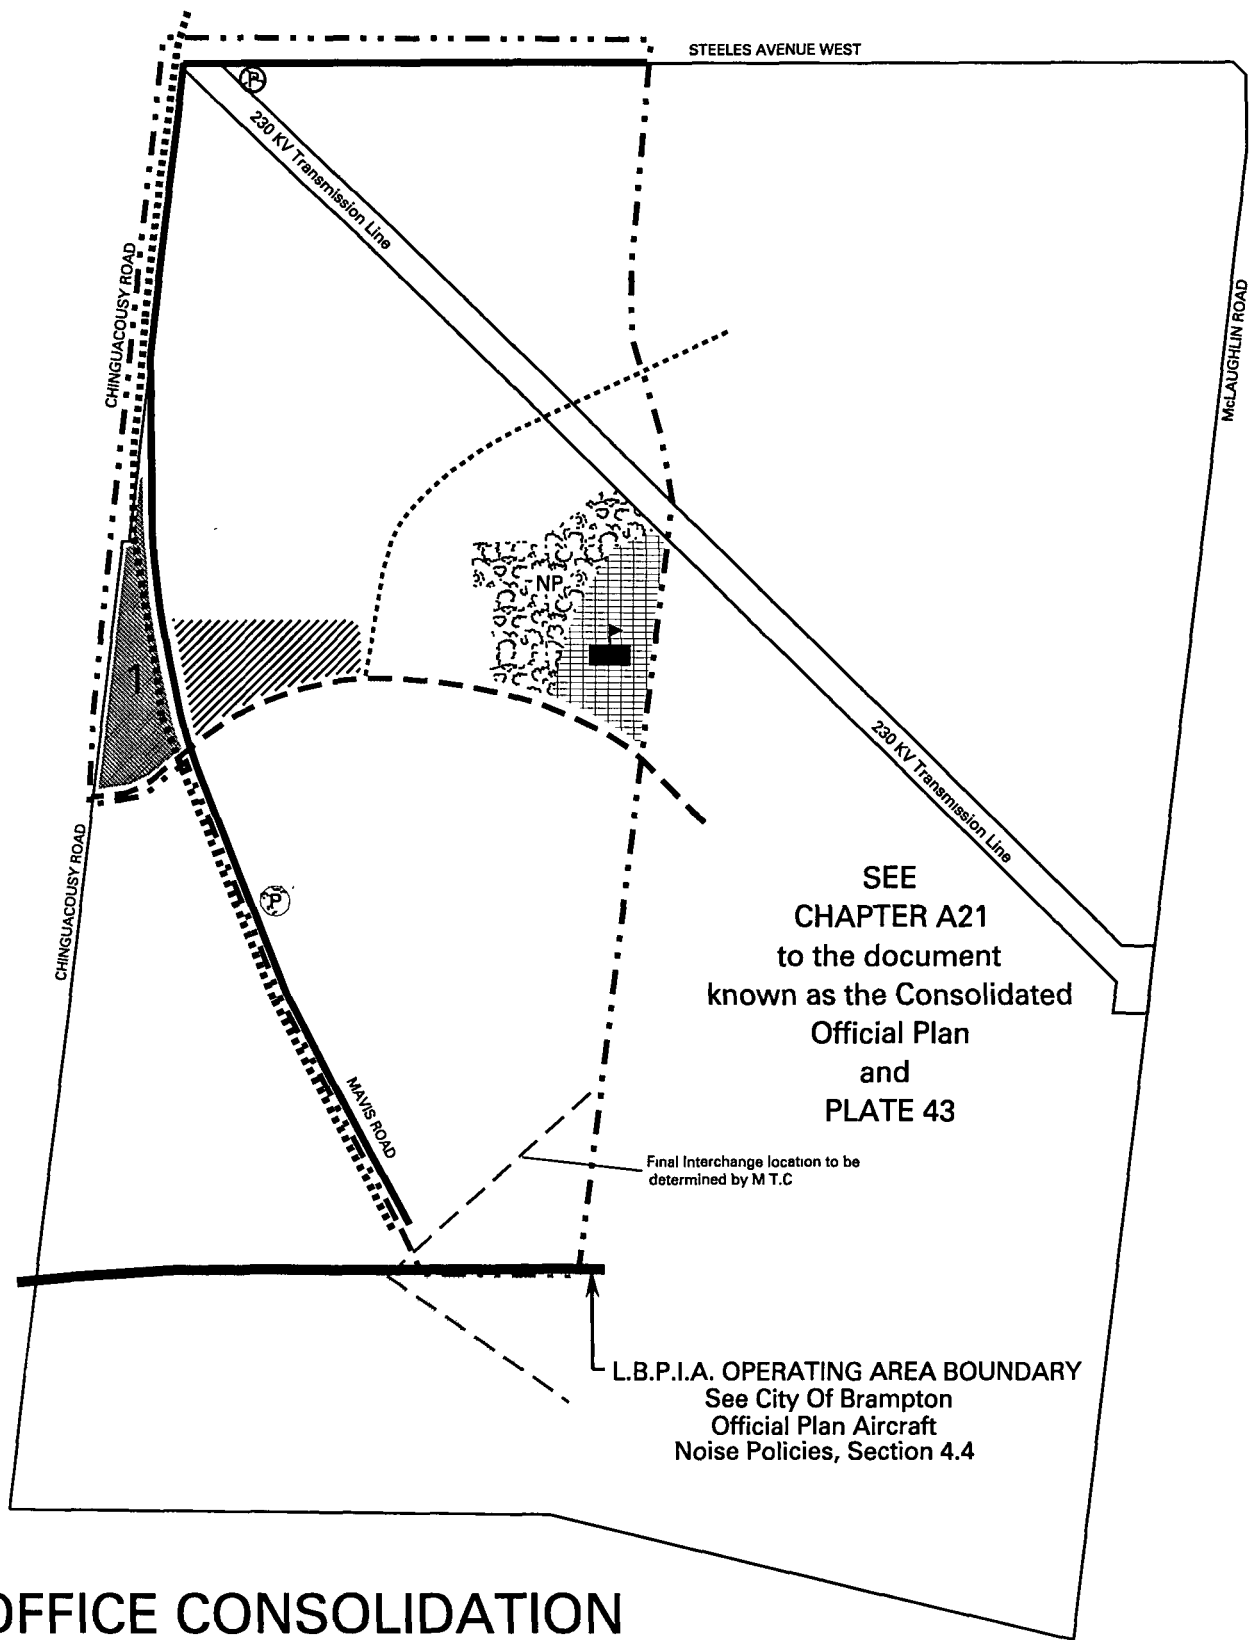 STEELES AVENUE WEST
P
230 KV Transmission Line
CHINGUACOUSY ROAD
McLAUGHLIN ROAD
NP
1
230 KV Transmission Line
CHINGUACOUSY ROAD
P
SEE
CHAPTER A21
to the document
known as the Consolidated
Official Plan
and
PLATE 43
MAVIS ROAD
Final Interchange location to be
determined by M T.C
L.B.P.I.A. OPERATING AREA BOUNDARY
See City Of Brampton
Official Plan Aircraft
Noise Policies, Section 4.4
OFFICE CONSOLIDATION